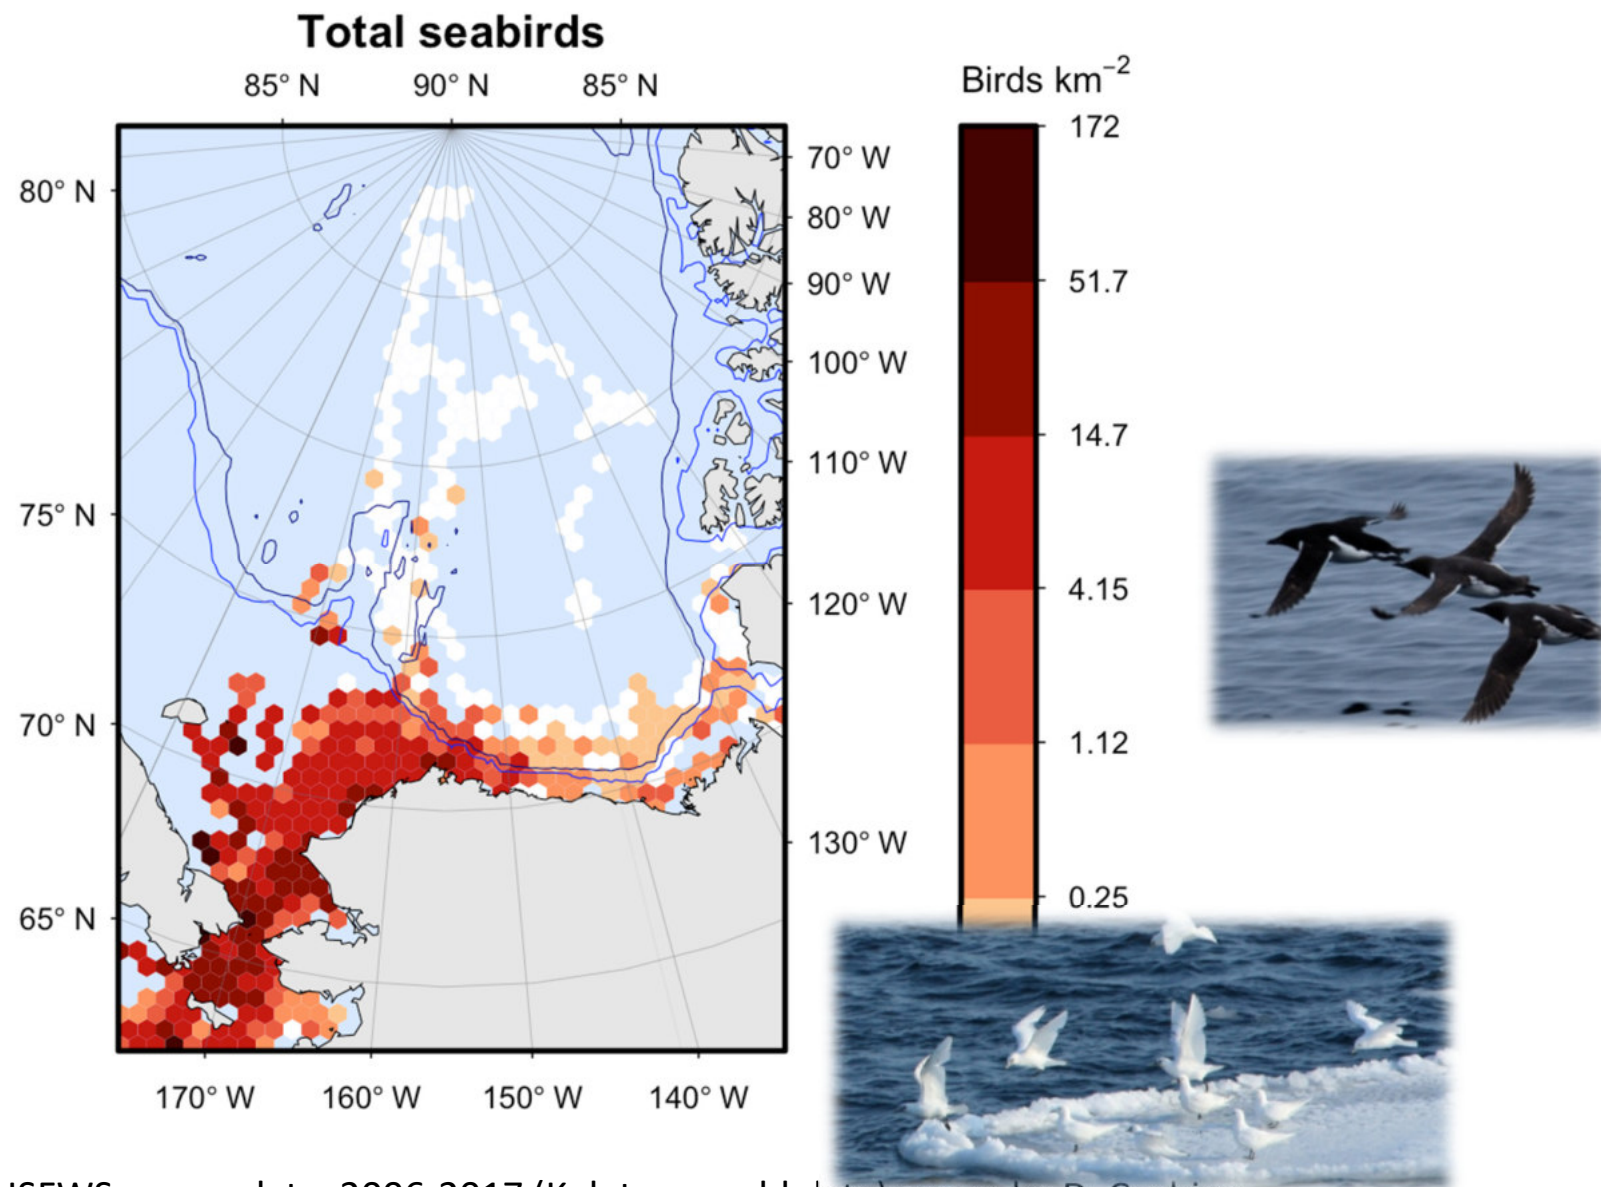 Total seabirds
85° N 90° N 85° N
Birds km⁻²
80° N
75° N
70° N
65° N
70° W
80° W
90° W
100° W
110° W
120° W
130° W
170° W 160° W 150° W 140° W
172
51.7
14.7
4.15
1.12
0.25